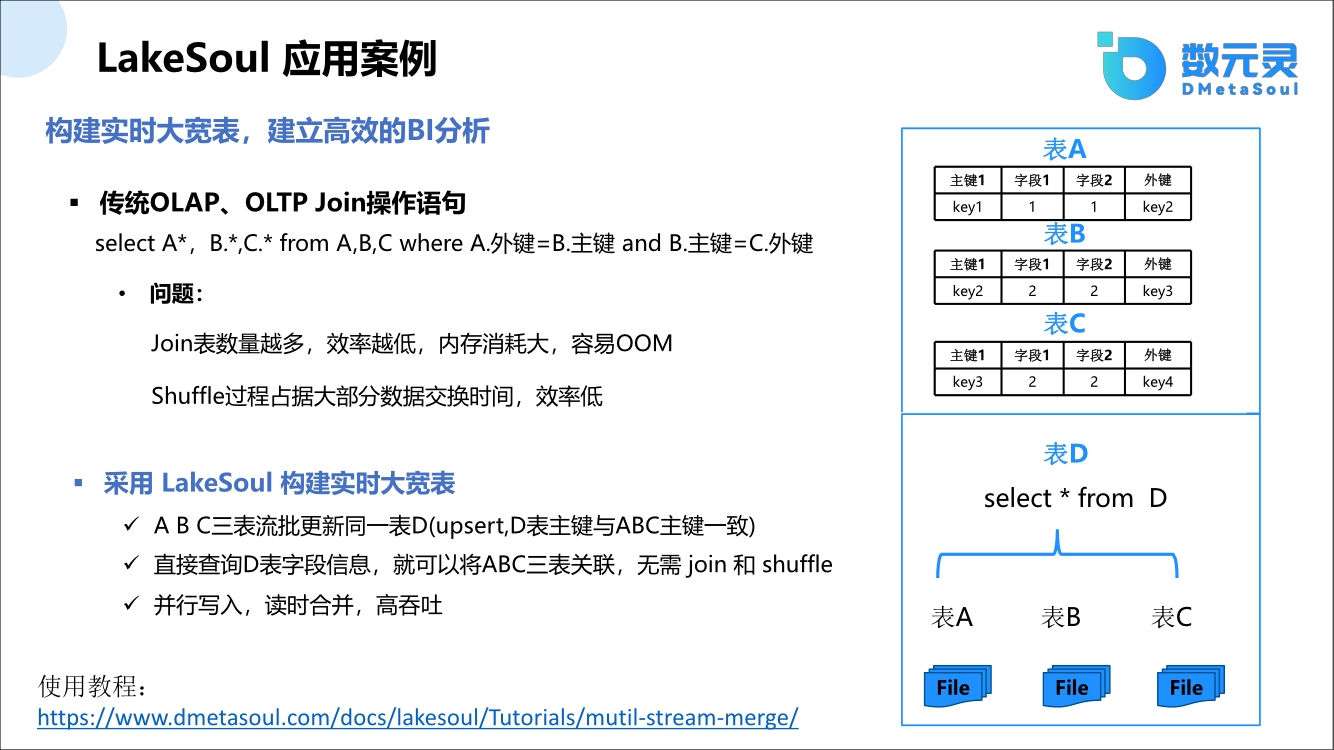 LakeSoul 应用案例
数元灵
DMetaSoul
构建实时大宽表，建立高效的BI分析
▪ 传统OLAP、OLTP Join操作语句
select A*，B.*,C.* from A,B,C where A.外键=B.主键 and B.主键=C.外键
• 问题：
Join表数量越多，效率越低，内存消耗大，容易OOM
Shuffle过程占据大部分数据交换时间，效率低
▪ 采用 LakeSoul 构建实时大宽表
✓ A B C三表流批更新同一表D(upsert,D表主键与ABC主键一致)
✓ 直接查询D表字段信息，就可以将ABC三表关联，无需 join 和 shuffle
✓ 并行写入，读时合并，高吞吐
使用教程：
https://www.dmetasoul.com/docs/lakesoul/Tutorials/mutil-stream-merge/
表A
主键1 字段1 字段2 外键
key1 1 1 key2
表B
主键1 字段1 字段2 外键
key2 2 2 key3
表C
主键1 字段1 字段2 外键
key3 2 2 key4
表D
select * from D
表A 表B 表C
File File File